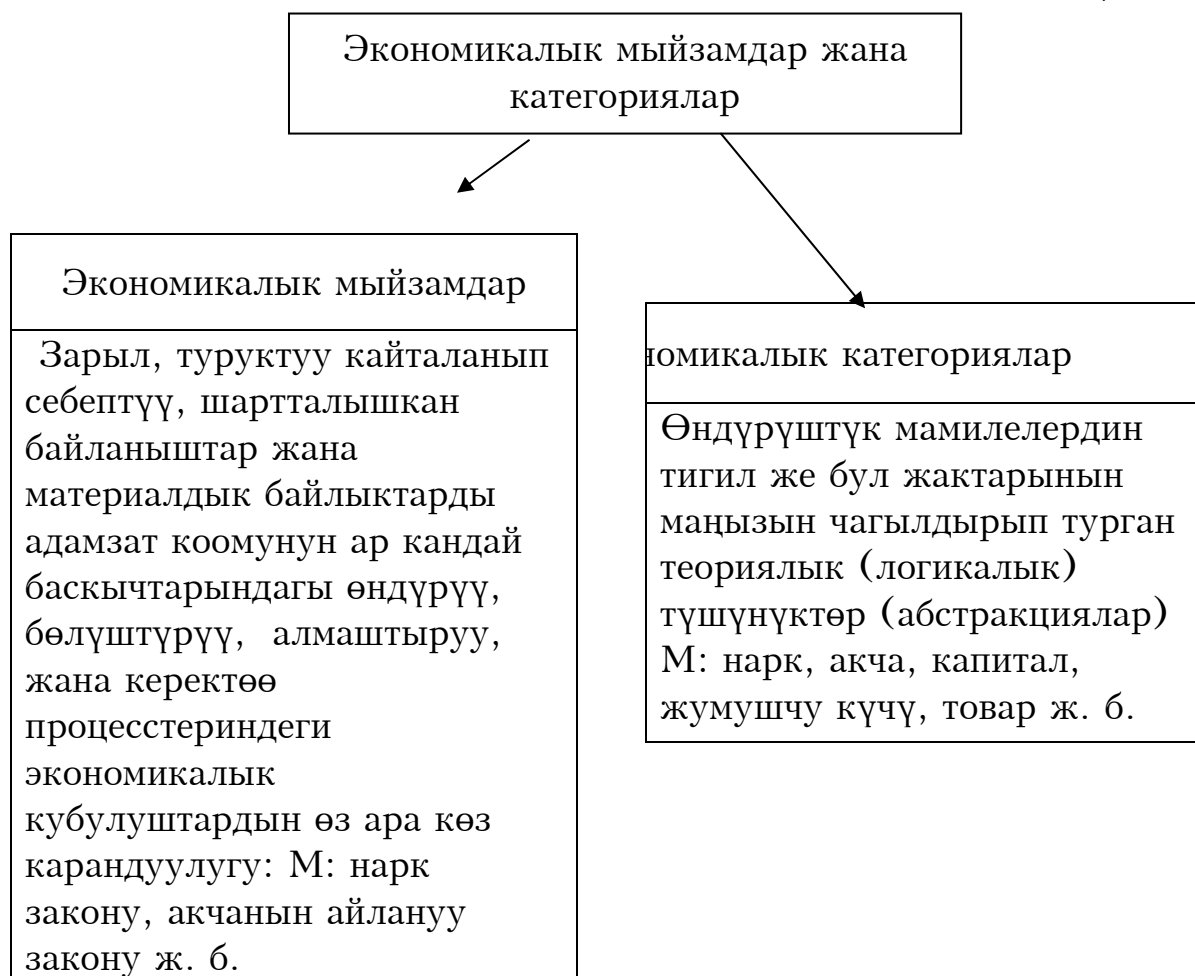 Экономикалык мыйзамдар жана
категориялар
Экономикалык мыйзамдар
Зарыл, туруктуу кайталанып
себептүү, шартталышкан
байланыштар жана
материалдык байлыктарды
адамзат коомунун ар кандай
баскычтарындагы өндүрүү,
бөлүштүрүү, алмаштыруу,
жана керектөө
процесстериндеги
экономикалык
кубулуштардын өз ара көз
карандуулугу: М: нарк
закону, акчанын айлануу
закону ж. б.
номикалык категориялар
Өндүрүштүк мамилелердин
тигил же бул жактарынын
маңызын чагылдырып турган
теориялык (логикалык)
түшүнүктөр (абстракциялар)
М: нарк, акча, капитал,
жумушчу күчү, товар ж. б.